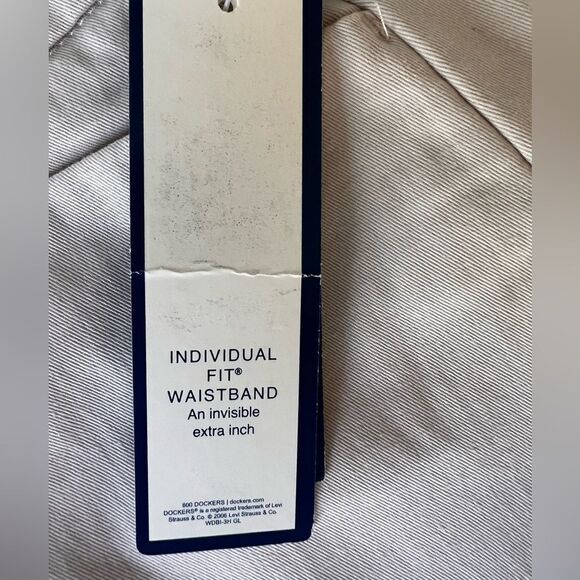 INDIVIDUAL
FIT®
WAISTBAND
An invisible
extra inch
800 DOCKERS | dockers.com
DOCKERS® is a registered trademark of Levi
Strauss & Co. © 2006 Levi Strauss & Co.
WDBI-3H GL